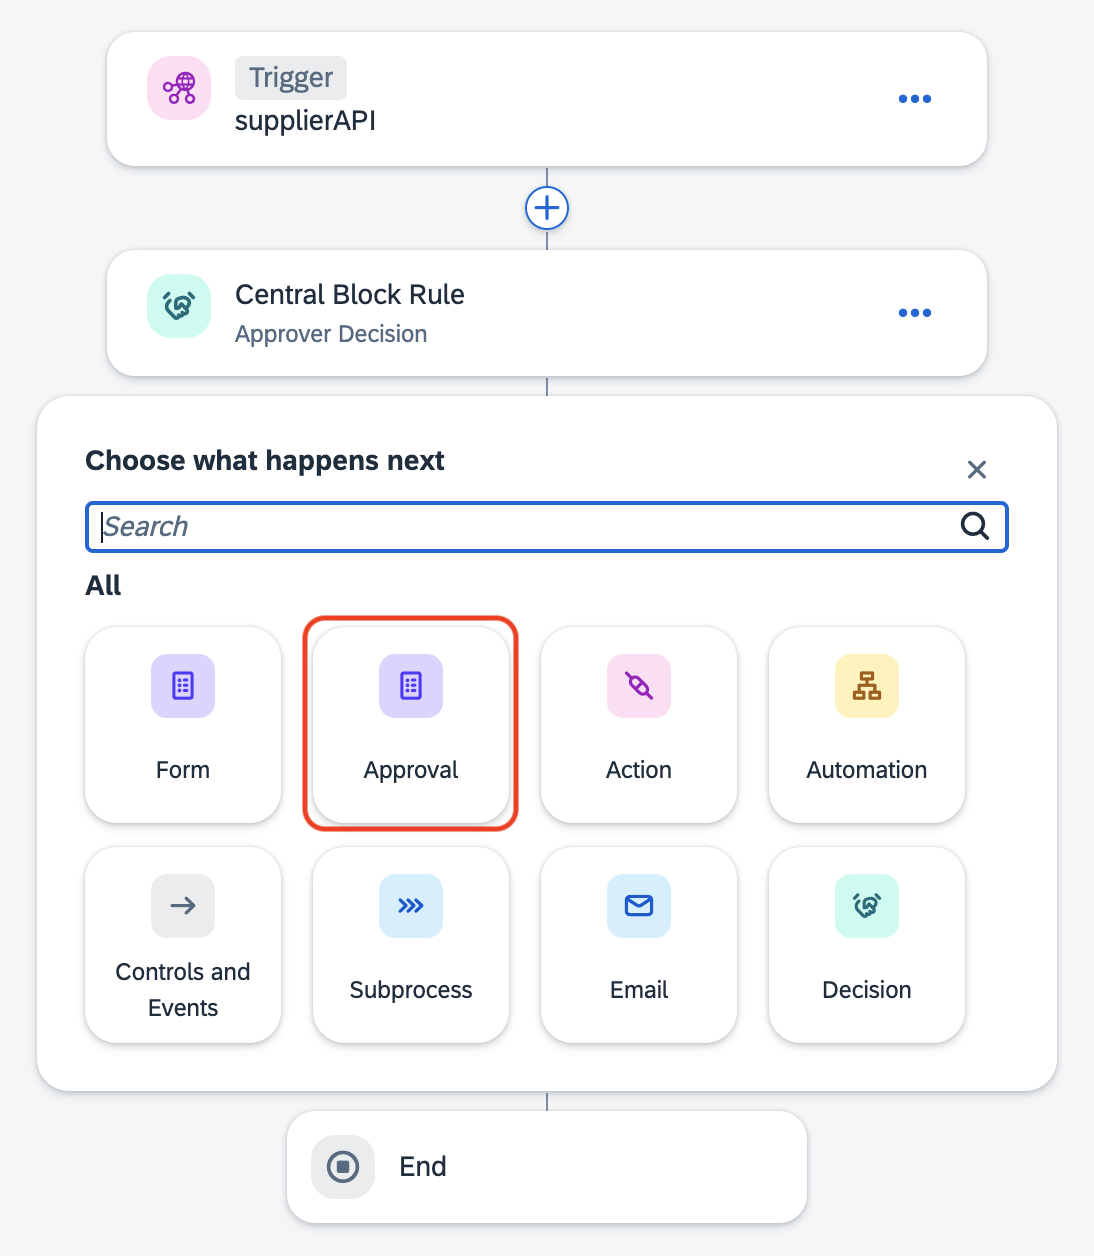 Trigger
supplierAPI
Central Block Rule
Approver Decision
Choose what happens next
Search
All
Form
Approval
Action
Automation
Controls and
Events
Subprocess
Email
Decision
End